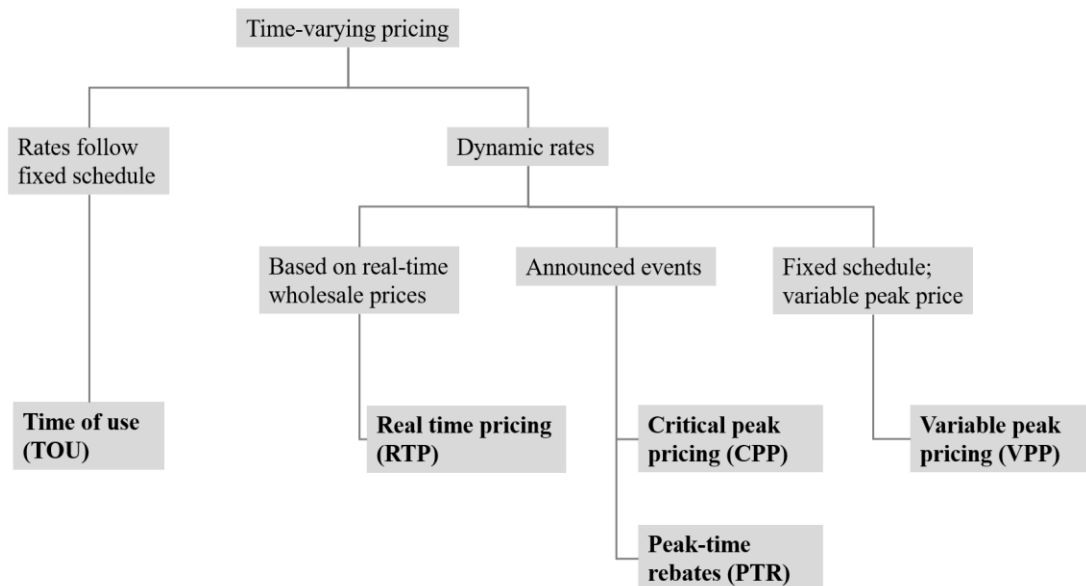 Time-varying pricing
Rates follow
fixed schedule
Dynamic rates
Based on real-time
wholesale prices
Announced events
Fixed schedule;
variable peak price
Time of use
(TOU)
Real time pricing
(RTP)
Critical peak
pricing (CPP)
Variable peak
pricing (VPP)
Peak-time
rebates (PTR)